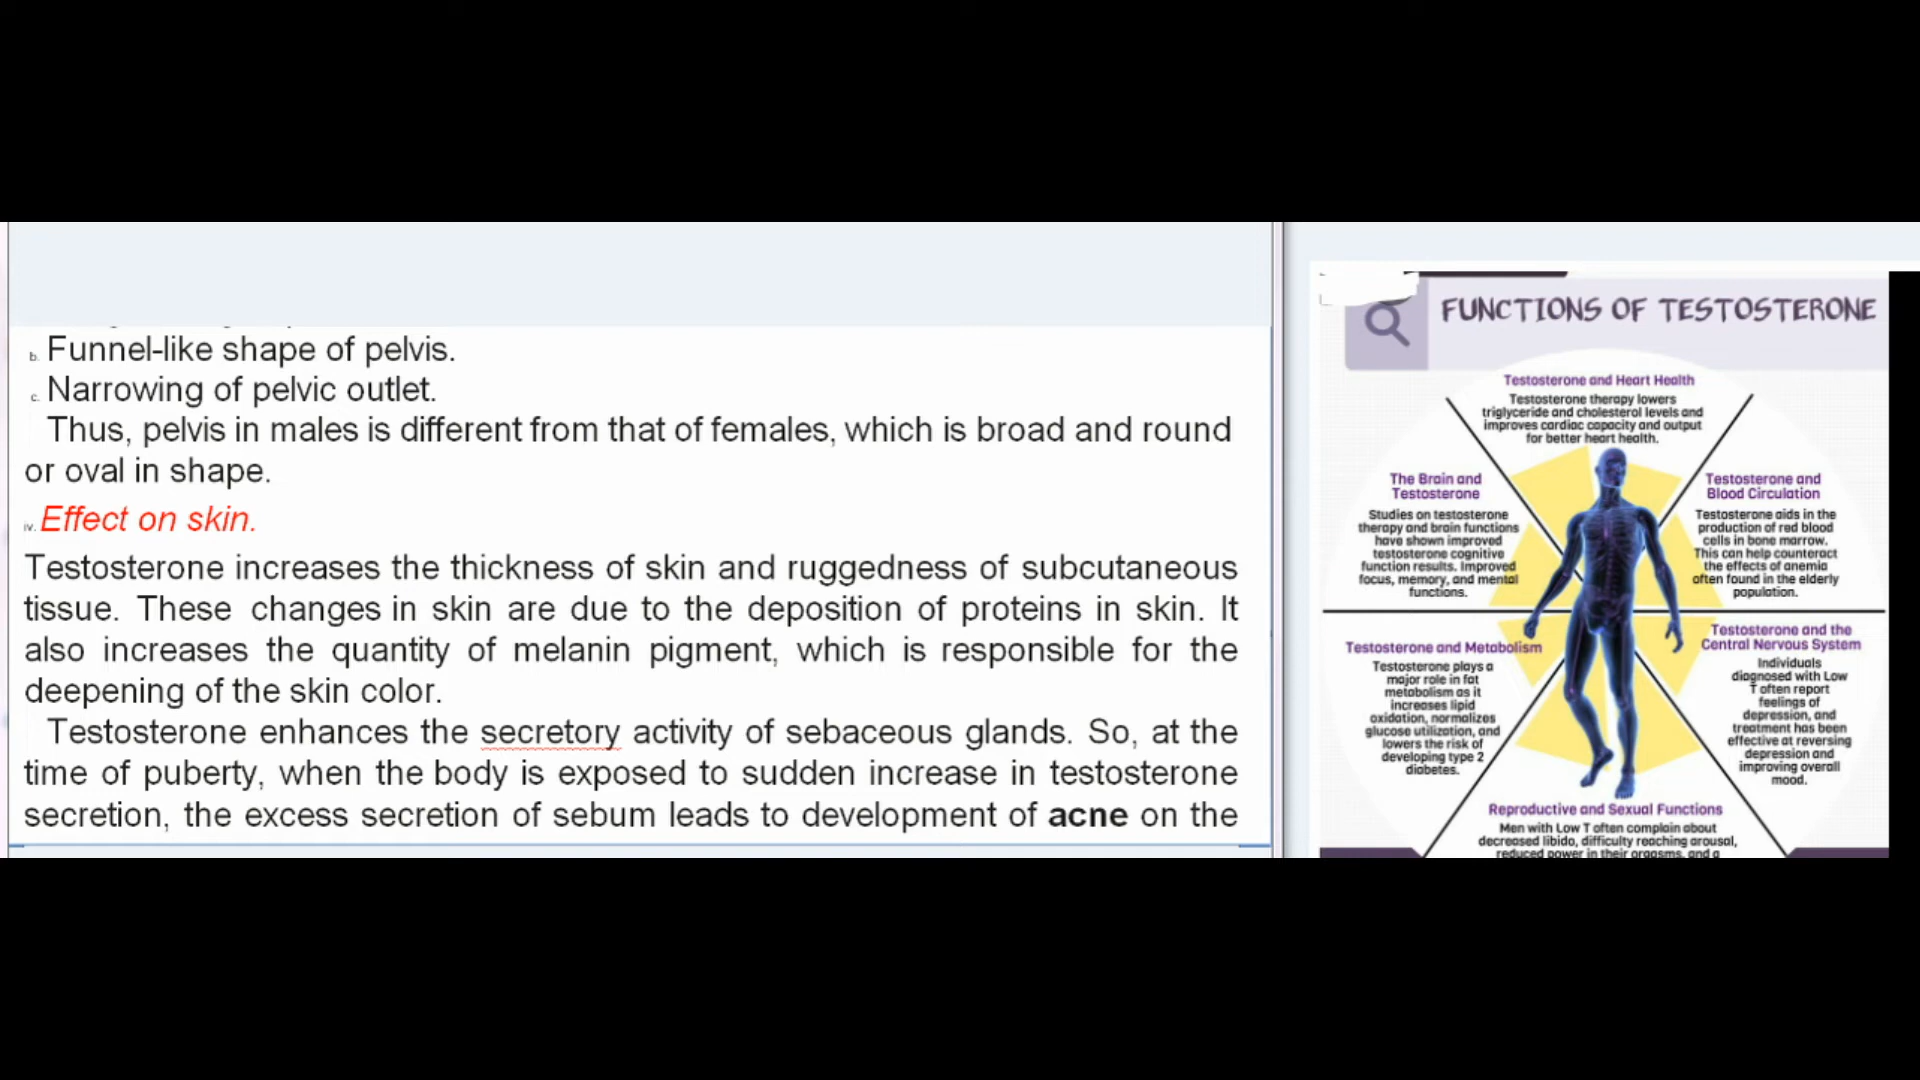 b. Funnel-like shape of pelvis.
c. Narrowing of pelvic outlet.
Thus, pelvis in males is different from that of females, which is broad and round
or oval in shape.
iv. Effect on skin.
Testosterone increases the thickness of skin and ruggedness of subcutaneous
tissue. These changes in skin are due to the deposition of proteins in skin. It
also increases the quantity of melanin pigment, which is responsible for the
deepening of the skin color.
Testosterone enhances the secretory activity of sebaceous glands. So, at the
time of puberty, when the body is exposed to sudden increase in testosterone
secretion, the excess secretion of sebum leads to development of acne on the
FUNCTIONS OF TESTOSTERONE
Testosterone and Heart Health
Testosterone therapy lowers
triglyceride and cholesterol levels and
improves cardiac capacity and output
for better heart health.
The Brain and
Testosterone
Studies on testosterone
therapy and brain functions
have shown improved
testosterone cognitive
function results. Improved
focus, memory, and mental
functions.
Testosterone and
Blood Circulation
Testosterone aids in the
production of red blood
cells in bone marrow.
This can help counteract
the effects of anemia
often found in the elderly
population.
Testosterone and Metabolism
Testosterone plays a
major role in fat
metabolism as it
increases lipid
oxidation, normalizes
glucose utilization, and
lowers the risk of
developing type 2
diabetes.
Testosterone and the
Central Nervous System
Individuals
diagnosed with Low
T often report
feelings of
depression, and
treatment has been
effective at reversing
depression and
improving overall
mood.
Reproductive and Sexual Functions
Men with Low T often complain about
decreased libido, difficulty reaching arousal,
reduced power in their orgasms, and a